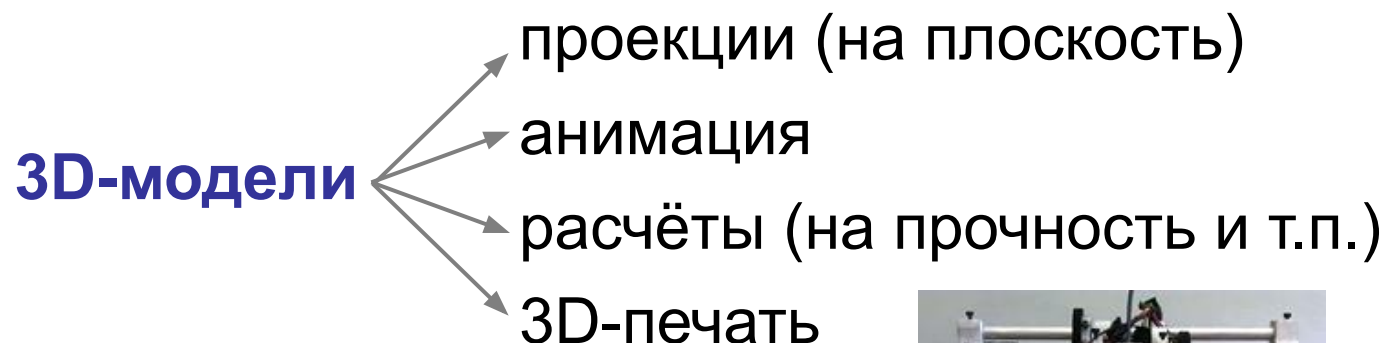 проекции (на плоскость)
анимация
3D-модели
расчёты (на прочность и т.п.)
3D-печать